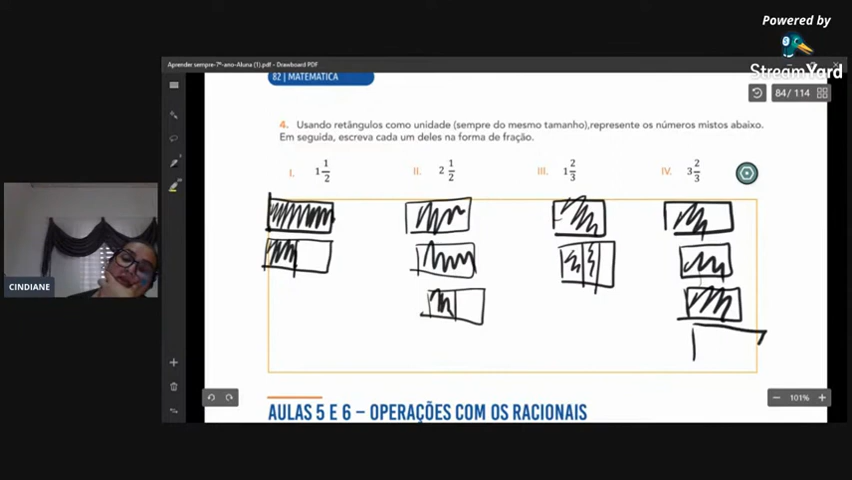 Powered by
StreamYard
Aprender sempre-7º-ano-Aluna (1).pdf - Drawboard PDF
82 | MATEMÁTICA
84 / 114
4. Usando retângulos como unidade (sempre do mesmo tamanho),represente os números mistos abaixo.
Em seguida, escreva cada um deles na forma de fração.
I. 1 1/2 II. 2 1/2 III. 1 2/3 IV. 3 2/3
CINDIANE
101%
AULAS 5 E 6 – OPERAÇÕES COM OS RACIONAIS